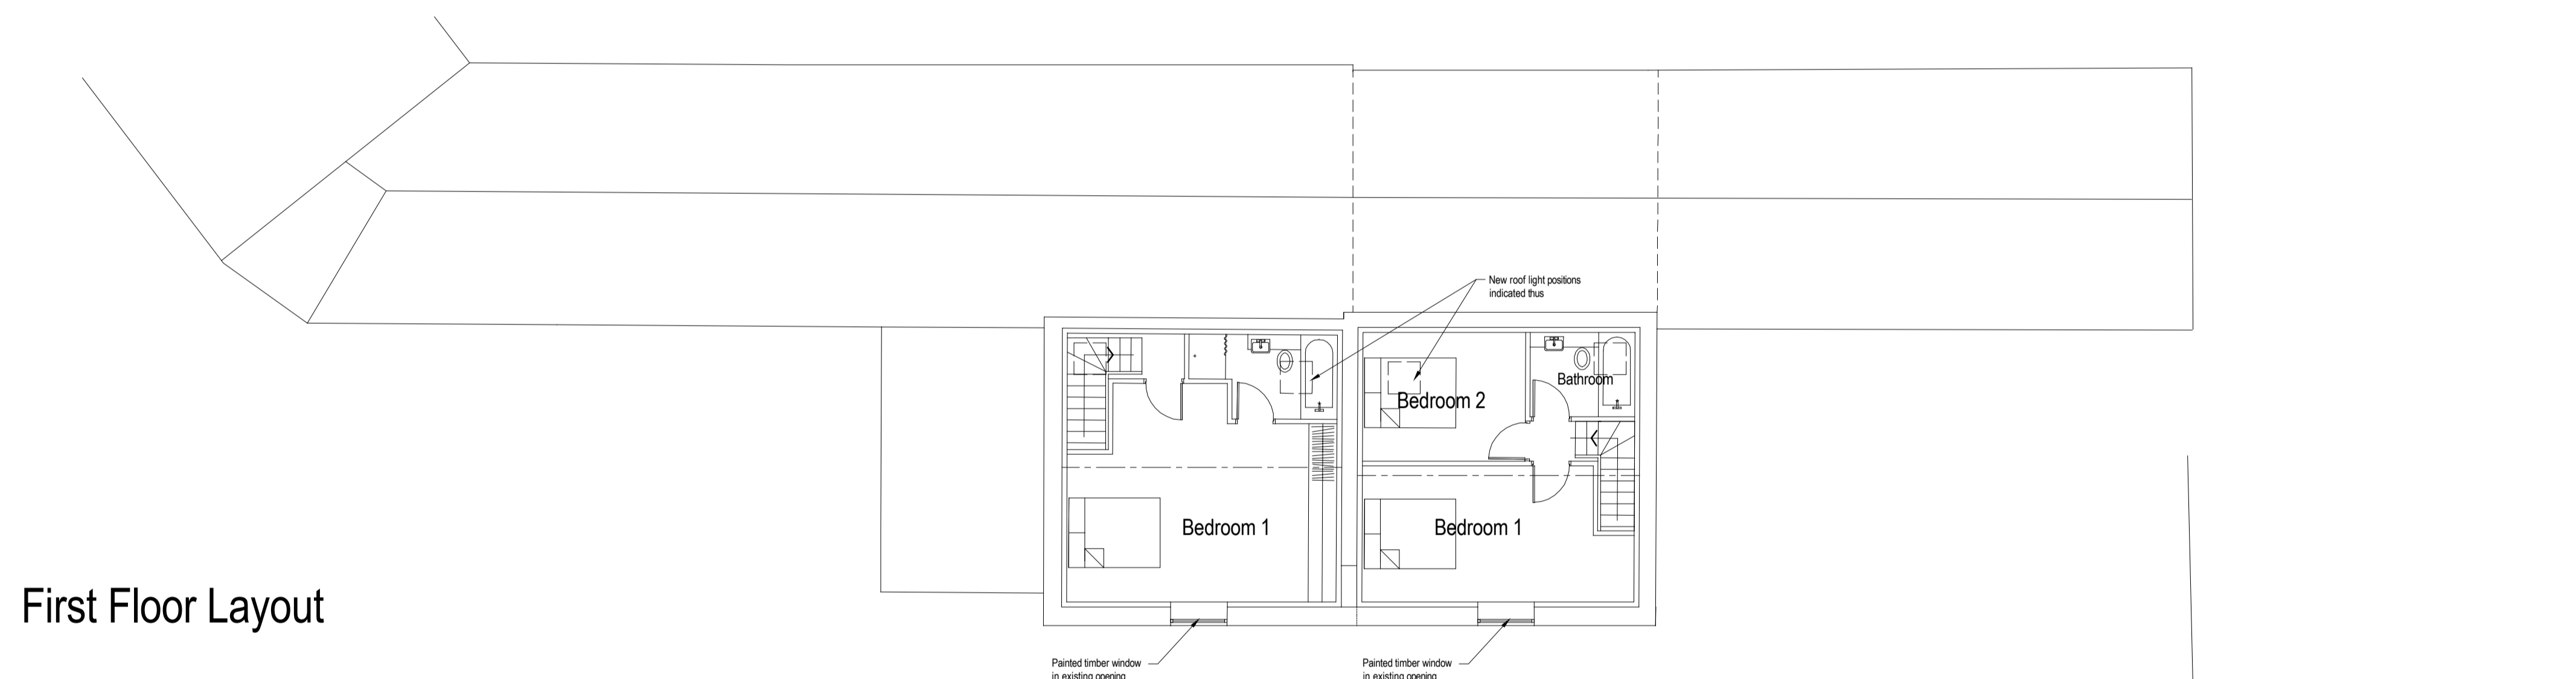 New roof light positions
indicated thus
Bathroom
Bedroom 2
Bedroom 1
Bedroom 1
First Floor Layout
Painted timber window
in existing opening
Painted timber window
in existing opening